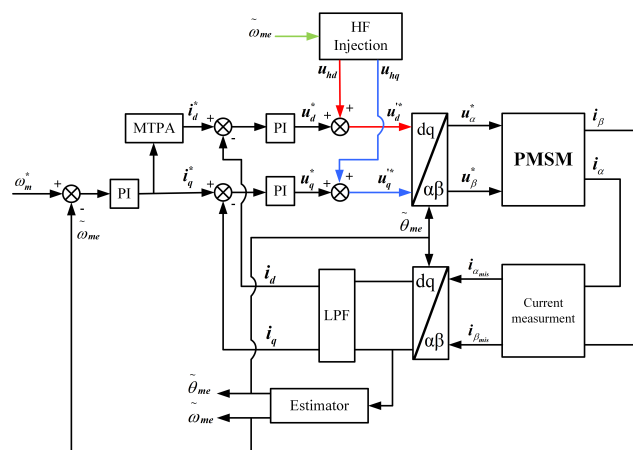 HF
Injection
ω̃me
uhd
uhq
i*d
u*d
u'*d
u*α
iβ
MTPA
PI
dq
PMSM
iα
ω*m
PI
i*q
PI
u*q
u'*q
αβ
u*β
ω̃me
θ̃me
id
dq
iαmis
LPF
Current
measurment
iq
αβ
iβmis
θ̃me
ω̃me
Estimator
+
-
+
-
+
-
+
+
+
+